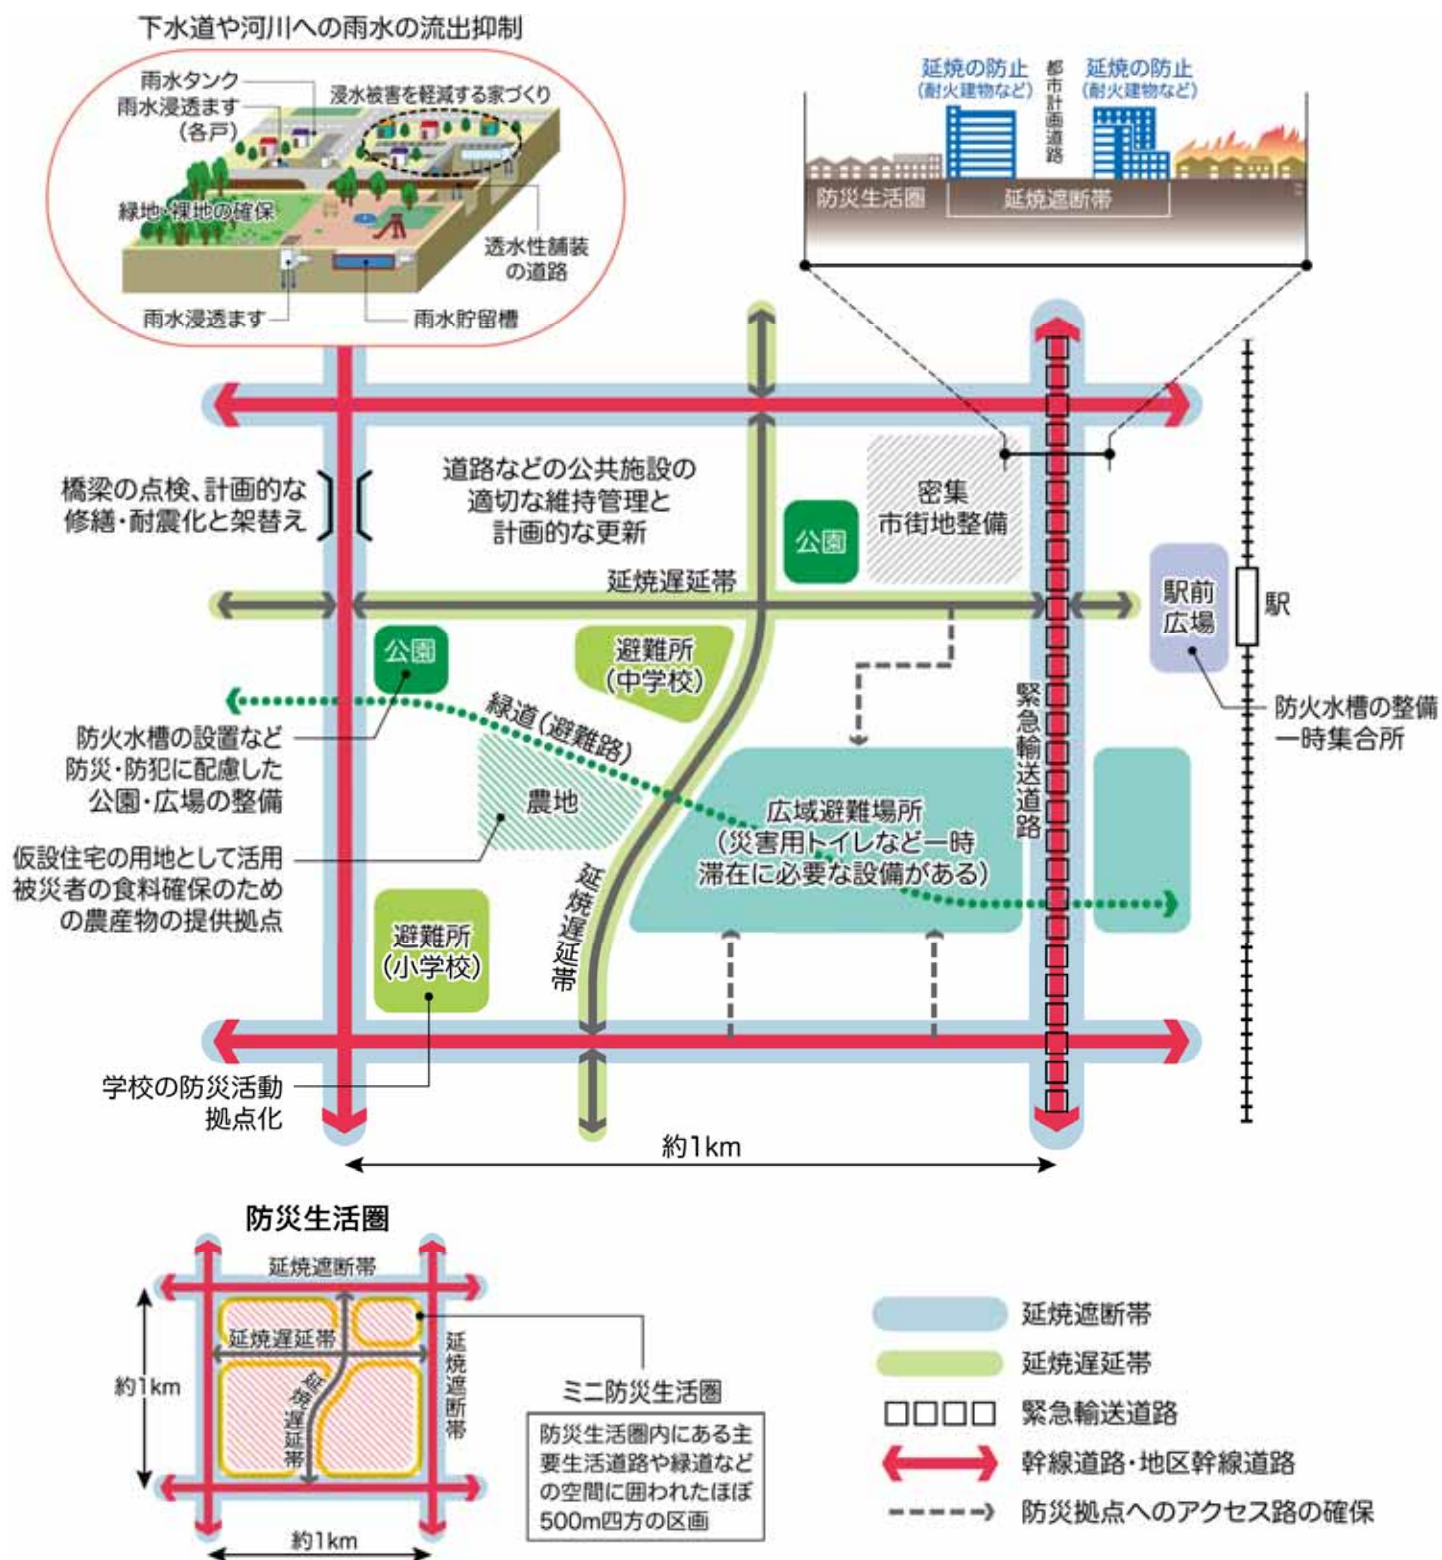 下水道や河川への雨水の流出抑制
雨水タンク
雨水浸透ます
(各戸)
浸水被害を軽減する家づくり
緑地・裸地の確保
透水性舗装
の道路
雨水浸透ます
雨水貯留槽
延焼の防止
(耐火建物など)
都市計画道路
延焼の防止
(耐火建物など)
防災生活圏
延焼遮断帯
橋梁の点検、計画的な
修繕・耐震化と架替え
道路などの公共施設の
適切な維持管理と
計画的な更新
公園
密集
市街地整備
延焼遅延帯
駅前
広場
駅
公園
避難所
(中学校)
緑道(避難路)
緊急輸送道路
防火水槽の整備
一時集合所
防火水槽の設置など
防災・防犯に配慮した
公園・広場の整備
農地
広域避難場所
(災害用トイレなど一時
滞在に必要な設備がある)
仮設住宅の用地として活用
被災者の食料確保のため
の農産物の提供拠点
延焼遅延帯
避難所
(小学校)
学校の防災活動
拠点化
約1km
防災生活圏
延焼遮断帯
延焼遅延帯
延焼遮断帯
延焼遅延帯
約1km
約1km
ミニ防災生活圏
防災生活圏内にある主
要生活道路や緑道など
の空間に囲われたほぼ
500m四方の区画
延焼遮断帯
延焼遅延帯
緊急輸送道路
幹線道路・地区幹線道路
防災拠点へのアクセス路の確保